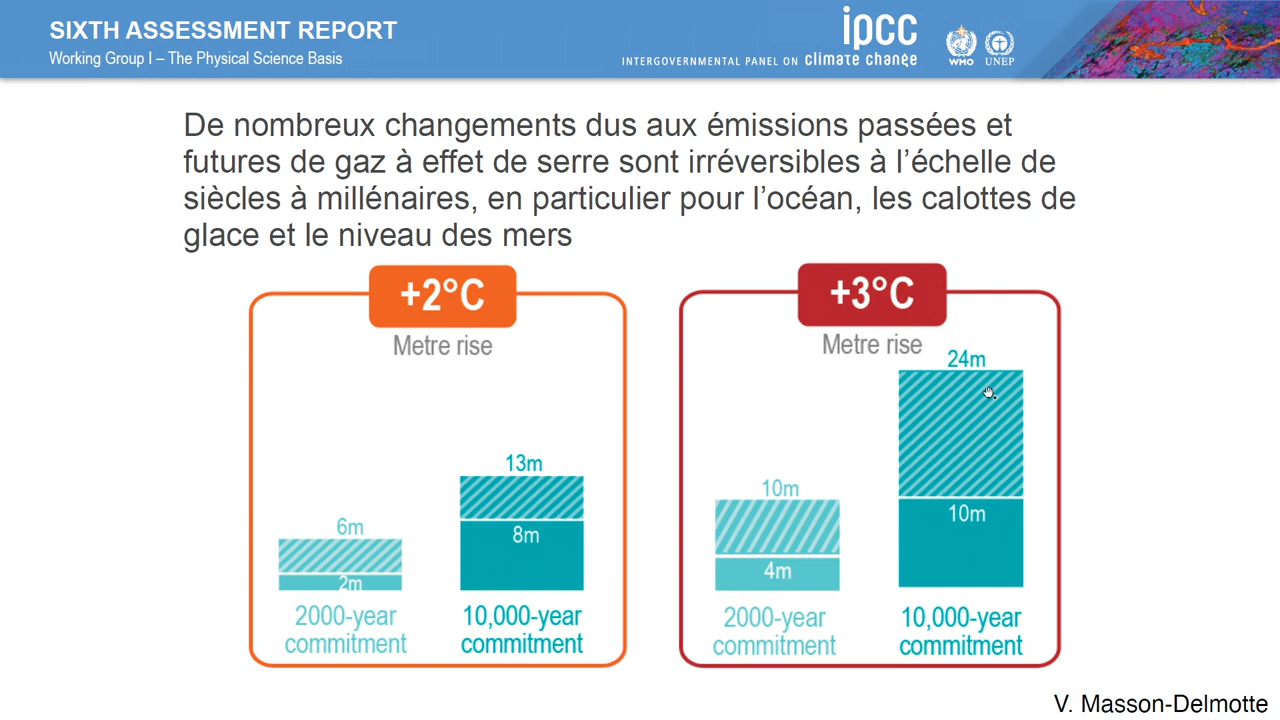 SIXTH ASSESSMENT REPORT
Working Group I – The Physical Science Basis
ipcc
INTERGOVERNMENTAL PANEL ON climate change
WMO
UNEP
De nombreux changements dus aux émissions passées et
futures de gaz à effet de serre sont irréversibles à l’échelle de
siècles à millénaires, en particulier pour l’océan, les calottes de
glace et le niveau des mers
+2°C
Metre rise
6m
2m
13m
8m
2000-year
commitment
10,000-year
commitment
+3°C
Metre rise
10m
4m
24m
10m
2000-year
commitment
10,000-year
commitment
V. Masson-Delmotte